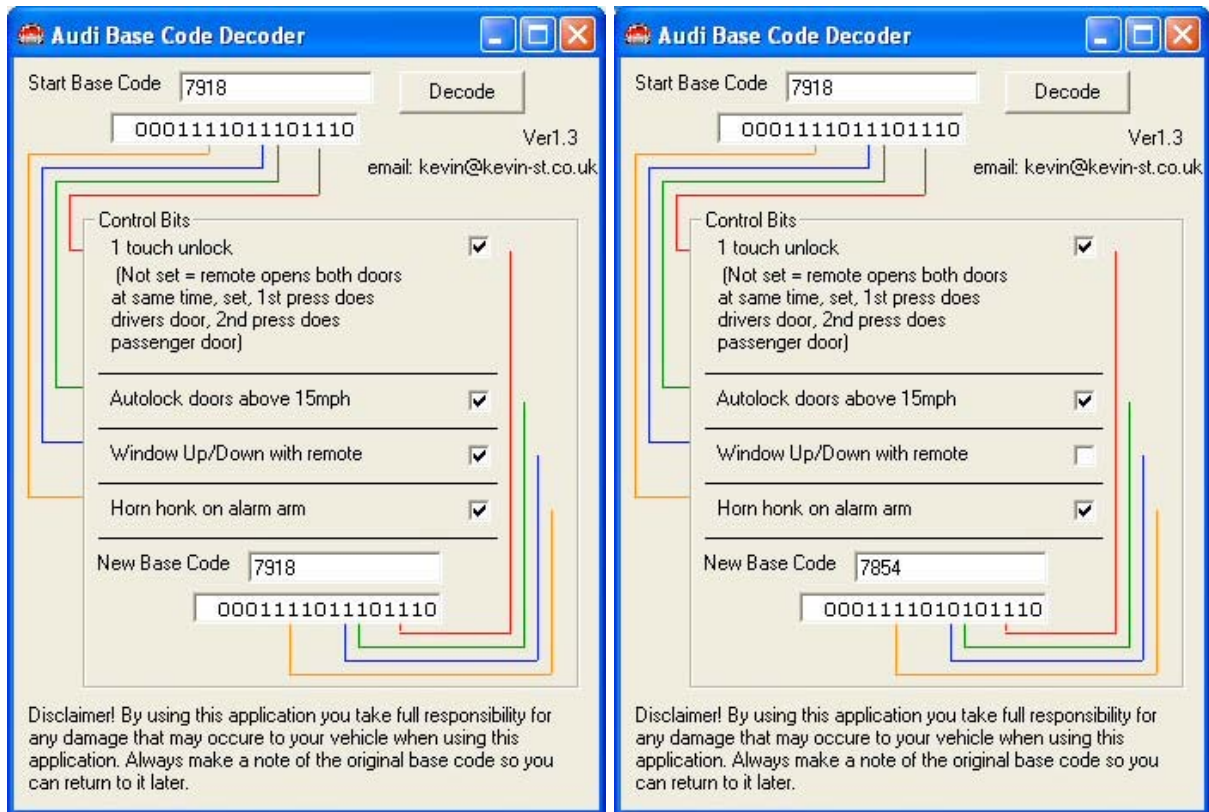 Audi Base Code Decoder
Start Base Code 7918 Decode
0001111011101110
Ver1.3
email: kevin@kevin-st.co.uk
Control Bits
1 touch unlock
(Not set = remote opens both doors
at same time, set, 1st press does
drivers door, 2nd press does
passenger door)
Autolock doors above 15mph
Window Up/Down with remote
Horn honk on alarm arm
New Base Code 7918
0001111011101110
Disclaimer! By using this application you take full responsibility for
any damage that may occure to your vehicle when using this
application. Always make a note of the original base code so you
can return to it later.
Audi Base Code Decoder
Start Base Code 7918 Decode
0001111011101110
Ver1.3
email: kevin@kevin-st.co.uk
Control Bits
1 touch unlock
(Not set = remote opens both doors
at same time, set, 1st press does
drivers door, 2nd press does
passenger door)
Autolock doors above 15mph
Window Up/Down with remote
Horn honk on alarm arm
New Base Code 7854
0001111010101110
Disclaimer! By using this application you take full responsibility for
any damage that may occure to your vehicle when using this
application. Always make a note of the original base code so you
can return to it later.